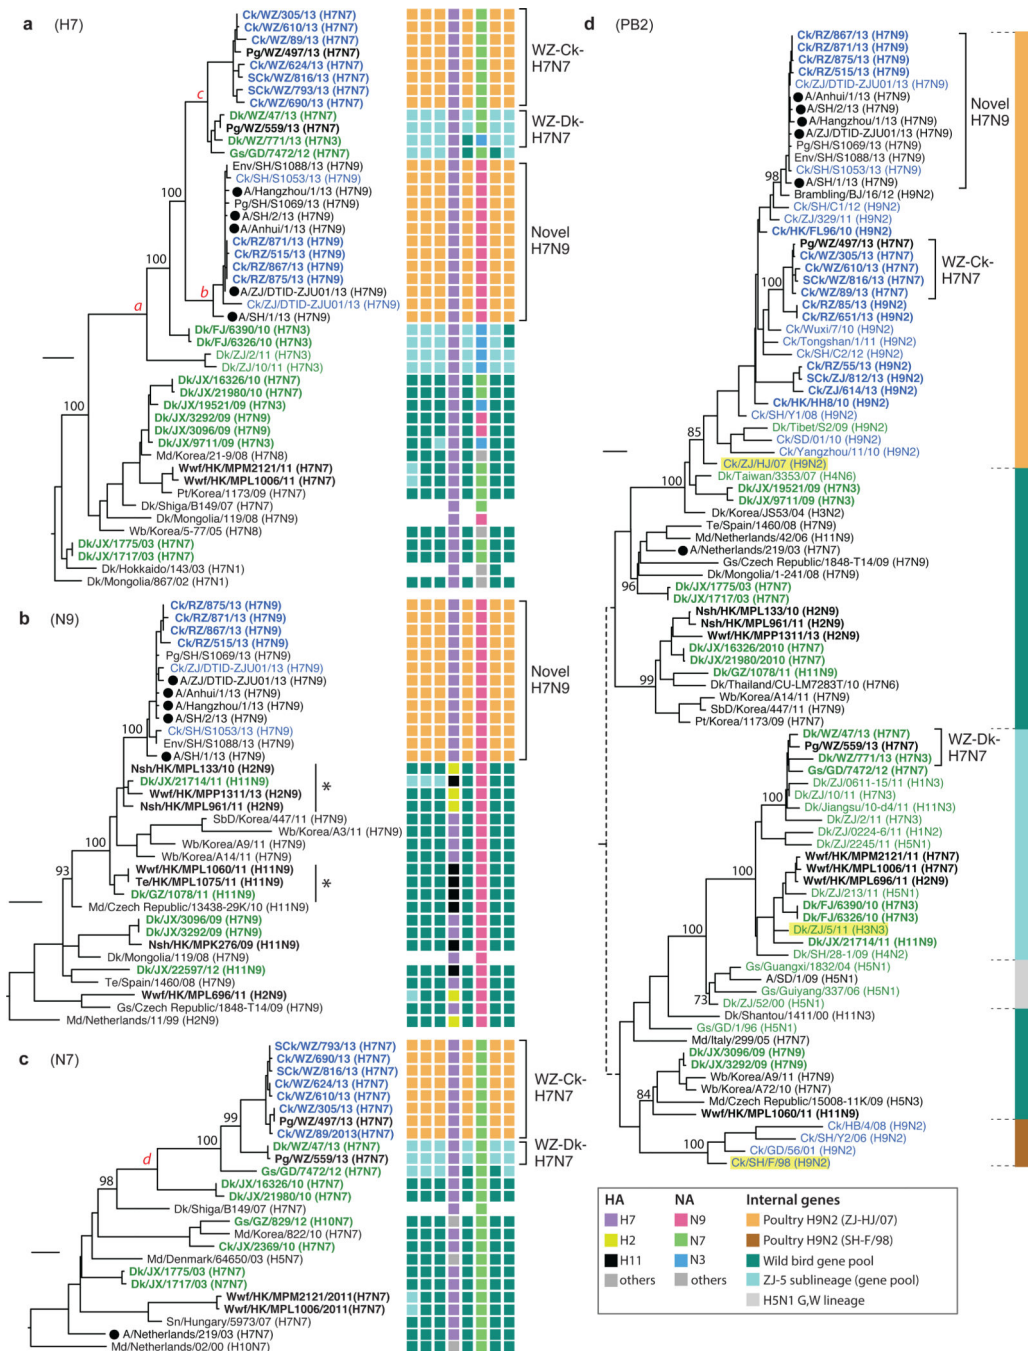 a (H7)
Ck/WZ/305/13 (H7N7)
Ck/WZ/610/13 (H7N7)
Ck/WZ/89/13 (H7N7)
Pg/WZ/497/13 (H7N7)
Ck/WZ/624/13 (H7N7)
SCk/WZ/816/13 (H7N7)
SCk/WZ/793/13 (H7N7)
Ck/WZ/690/13 (H7N7)
WZ-Ck-
H7N7
c
Dk/WZ/47/13 (H7N7)
Pg/WZ/559/13 (H7N7)
Dk/WZ/771/13 (H7N3)
Gs/GD/7472/12 (H7N7)
WZ-Dk-
H7N7
Env/SH/S1088/13 (H7N9)
Ck/SH/S1053/13 (H7N9)
A/Hangzhou/1/13 (H7N9)
Pg/SH/S1069/13 (H7N9)
A/SH/2/13 (H7N9)
A/Anhui/1/13 (H7N9)
Ck/RZ/871/13 (H7N9)
Ck/RZ/515/13 (H7N9)
Ck/RZ/867/13 (H7N9)
Ck/RZ/875/13 (H7N9)
A/ZJ/DTID-ZJU01/13 (H7N9)
Ck/ZJ/DTID-ZJU01/13 (H7N9)
A/SH/1/13 (H7N9)
Novel
H7N9
100
100
a
b
Dk/FJ/6390/10 (H7N3)
Dk/FJ/6326/10 (H7N3)
Dk/ZJ/2/11 (H7N3)
Dk/ZJ/10/11 (H7N3)
Dk/JX/16326/10 (H7N7)
Dk/JX/21980/10 (H7N7)
Dk/JX/19521/09 (H7N3)
Dk/JX/3292/09 (H7N9)
Dk/JX/3096/09 (H7N9)
Dk/JX/9711/09 (H7N3)
Md/Korea/21-9/08 (H7N8)
Wwf/HK/MPM2121/11 (H7N7)
Wwf/HK/MPL1006/11 (H7N7)
Pt/Korea/1173/09 (H7N7)
Dk/Shiga/B149/07 (H7N7)
Dk/Mongolia/119/08 (H7N9)
Wb/Korea/5-77/05 (H7N8)
Dk/JX/1775/03 (H7N7)
Dk/JX/1717/03 (H7N7)
Dk/Hokkaido/143/03 (H7N1)
Dk/Mongolia/867/02 (H7N1)
100
b (N9)
Ck/RZ/875/13 (H7N9)
Ck/RZ/871/13 (H7N9)
Ck/RZ/867/13 (H7N9)
Ck/RZ/515/13 (H7N9)
Pg/SH/S1069/13 (H7N9)
Ck/ZJ/DTID-ZJU01/13 (H7N9)
A/ZJ/DTID-ZJU01/13 (H7N9)
A/Anhui/1/13 (H7N9)
A/Hangzhou/1/13 (H7N9)
A/SH/2/13 (H7N9)
Ck/SH/S1053/13 (H7N9)
Env/SH/S1088/13 (H7N9)
A/SH/1/13 (H7N9)
Novel
H7N9
100
Nsh/HK/MPL133/10 (H2N9)
Dk/JX/21714/11 (H11N9)
Wwf/HK/MPP1311/13 (H2N9)
Nsh/HK/MPL961/11 (H2N9)
*
SbD/Korea/447/11 (H7N9)
Wb/Korea/A3/11 (H7N9)
Wb/Korea/A9/11 (H7N9)
Wb/Korea/A14/11 (H7N9)
100
93
Wwf/HK/MPL1060/11 (H11N9)
Te/HK/MPL1075/11 (H11N9)
Dk/GZ/1078/11 (H11N9)
*
Md/Czech Republic/13438-29K/10 (H11N9)
Dk/JX/3096/09 (H7N9)
Dk/JX/3292/09 (H7N9)
Nsh/HK/MPK276/09 (H11N9)
Dk/Mongolia/119/08 (H7N9)
Dk/JX/22597/12 (H11N9)
Te/Spain/1460/08 (H7N9)
Wwf/HK/MPL696/11 (H2N9)
Gs/Czech Republic/1848-T14/09 (H7N9)
Md/Netherlands/11/99 (H2N9)
c (N7)
SCk/WZ/793/13 (H7N7)
Ck/WZ/690/13 (H7N7)
SCk/WZ/816/13 (H7N7)
Ck/WZ/624/13 (H7N7)
Ck/WZ/610/13 (H7N7)
Ck/WZ/305/13 (H7N7)
Pg/WZ/497/13 (H7N7)
Ck/WZ/89/2013(H7N7)
WZ-Ck-
H7N7
99
Dk/WZ/47/13 (H7N7)
Pg/WZ/559/13 (H7N7)
WZ-Dk-
H7N7
100
d
Gs/GD/7472/12 (H7N7)
Dk/JX/16326/10 (H7N7)
Dk/JX/21980/10 (H7N7)
98
Dk/Shiga/B149/07 (H7N7)
Gs/GZ/829/12 (H10N7)
Md/Korea/822/10 (H7N7)
Ck/JX/2369/10 (H7N7)
Md/Denmark/64650/03 (H5N7)
Dk/JX/1775/03 (H7N7)
Dk/JX/1717/03 (N7N7)
Wwf/HK/MPM2121/2011(H7N7)
Wwf/HK/MPL1006/2011(H7N7)
Sn/Hungary/5973/07 (H7N7)
A/Netherlands/219/03 (H7N7)
Md/Netherlands/02/00 (H10N7)
d (PB2)
Ck/RZ/867/13 (H7N9)
Ck/RZ/871/13 (H7N9)
Ck/RZ/875/13 (H7N9)
Ck/RZ/515/13 (H7N9)
Ck/ZJ/DTID-ZJU01/13 (H7N9)
A/Anhui/1/13 (H7N9)
A/SH/2/13 (H7N9)
A/Hangzhou/1/13 (H7N9)
A/ZJ/DTID-ZJU01/13 (H7N9)
Pg/SH/S1069/13 (H7N9)
Env/SH/S1088/13 (H7N9)
Ck/SH/S1053/13 (H7N9)
A/SH/1/13 (H7N9)
Novel
H7N9
98
Brambling/BJ/16/12 (H9N2)
Ck/SH/C1/12 (H9N2)
Ck/ZJ/329/11 (H9N2)
Ck/HK/FL96/10 (H9N2)
Pg/WZ/497/13 (H7N7)
Ck/WZ/305/13 (H7N7)
Ck/WZ/610/13 (H7N7)
SCk/WZ/816/13 (H7N7)
Ck/WZ/89/13 (H7N7)
WZ-Ck-
H7N7
100
Ck/RZ/85/13 (H9N2)
Ck/RZ/651/13 (H9N2)
Ck/Wuxi/7/10 (H9N2)
Ck/Tongshan/1/11 (H9N2)
Ck/SH/C2/12 (H9N2)
Ck/RZ/55/13 (H9N2)
SCk/ZJ/812/13 (H9N2)
Ck/ZJ/614/13 (H9N2)
Ck/HK/HH8/10 (H9N2)
Ck/SH/Y1/08 (H9N2)
Dk/Tibet/S2/09 (H9N2)
Ck/SD/01/10 (H9N2)
Ck/Yangzhou/11/10 (H9N2)
85
Ck/ZJ/HJ/07 (H9N2)
100
Dk/Taiwan/3353/07 (H4N6)
Dk/JX/19521/09 (H7N3)
Dk/JX/9711/09 (H7N3)
Dk/Korea/JS53/04 (H3N2)
Te/Spain/1460/08 (H7N9)
Md/Netherlands/42/06 (H11N9)
A/Netherlands/219/03 (H7N7)
Gs/Czech Republic/1848-T14/09 (H7N9)
Dk/Mongolia/1-241/08 (H7N9)
96
Dk/JX/1775/03 (H7N7)
Dk/JX/1717/03 (H7N7)
Nsh/HK/MPL133/10 (H2N9)
Nsh/HK/MPL961/11 (H2N9)
Wwf/HK/MPP1311/13 (H2N9)
Dk/JX/16326/2010 (H7N7)
Dk/JX/21980/2010 (H7N7)
Dk/GZ/1078/11 (H11N9)
99
Dk/Thailand/CU-LM7283T/10 (H7N6)
Wb/Korea/A14/11 (H7N9)
SbD/Korea/447/11 (H7N9)
Pt/Korea/1173/09 (H7N7)
Dk/WZ/47/13 (H7N7)
Pg/WZ/559/13 (H7N7)
Dk/WZ/771/13 (H7N3)
Gs/GD/7472/12 (H7N7)
WZ-Dk-
H7N7
Dk/ZJ/0611-15/11 (H1N3)
Dk/ZJ/10/11 (H7N3)
Dk/Jiangsu/10-d4/11 (H11N3)
Dk/ZJ/2/11 (H7N3)
Dk/ZJ/0224-6/11 (H1N2)
Dk/ZJ/2245/11 (H5N1)
100
Wwf/HK/MPM2121/11 (H7N7)
Wwf/HK/MPL1006/11 (H7N7)
Wwf/HK/MPL696/11 (H2N9)
100
Dk/ZJ/213/11 (H5N1)
Dk/FJ/6390/10 (H7N3)
Dk/FJ/6326/10 (H7N3)
Dk/ZJ/5/11 (H3N3)
Dk/JX/21714/11 (H11N9)
Dk/SH/28-1/09 (H4N2)
100
Gs/Guangxi/1832/04 (H5N1)
A/SD/1/09 (H5N1)
Gs/Guiyang/337/06 (H5N1)
Dk/ZJ/52/00 (H5N1)
73
Dk/Shantou/1411/00 (H11N3)
Gs/GD/1/96 (H5N1)
Md/Italy/299/05 (H7N7)
Dk/JX/3096/09 (H7N9)
Dk/JX/3292/09 (H7N9)
Wb/Korea/A9/11 (H7N9)
Wb/Korea/A72/10 (H7N7)
84
Md/Czech Republic/15008-11K/09 (H5N3)
Wwf/HK/MPL1060/11 (H11N9)
Ck/HB/4/08 (H9N2)
Ck/SH/Y2/06 (H9N2)
100
Ck/GD/56/01 (H9N2)
Ck/SH/F/98 (H9N2)
HA NA Internal genes
H7 N9 Poultry H9N2 (ZJ-HJ/07)
H2 N7 Poultry H9N2 (SH-F/98)
H11 N3 Wild bird gene pool
others others ZJ-5 sublineage (gene pool)
H5N1 G,W lineage